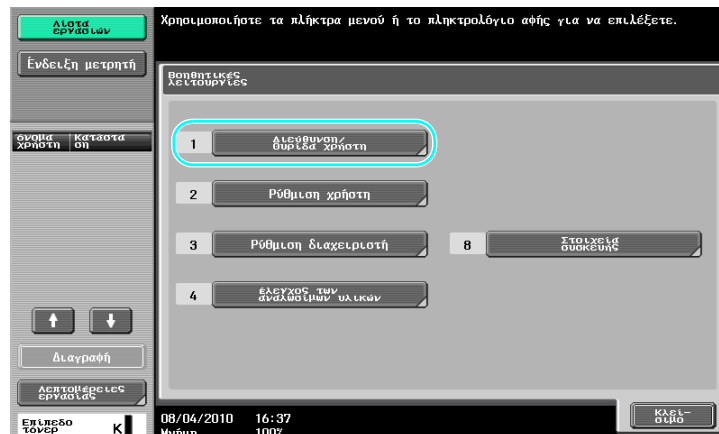 Λίστα
εργασιών
Χρησιμοποιήστε τα πλήκτρα μενού ή το πληκτρολόγιο αφής για να επιλέξετε.
Ένδειξη μετρητή
Βοηθητικές
λειτουργίες
όνομα
χρήστη
Κατάστα
ση
1
Διεύθυνση/
θυρίδα χρήστη
2
Ρύθμιση χρήστη
3
Ρύθμιση διαχειριστή
8
Στοιχεία
συσκευής
4
έλεγχος των
αναλώσιμων υλικών
Διαγραφή
Λεπτομέρειες
εργασίας
Επίπεδο
τόνερ
K
08/04/2010 16:37
Μνήμη 100%
Κλεί-
σιμο